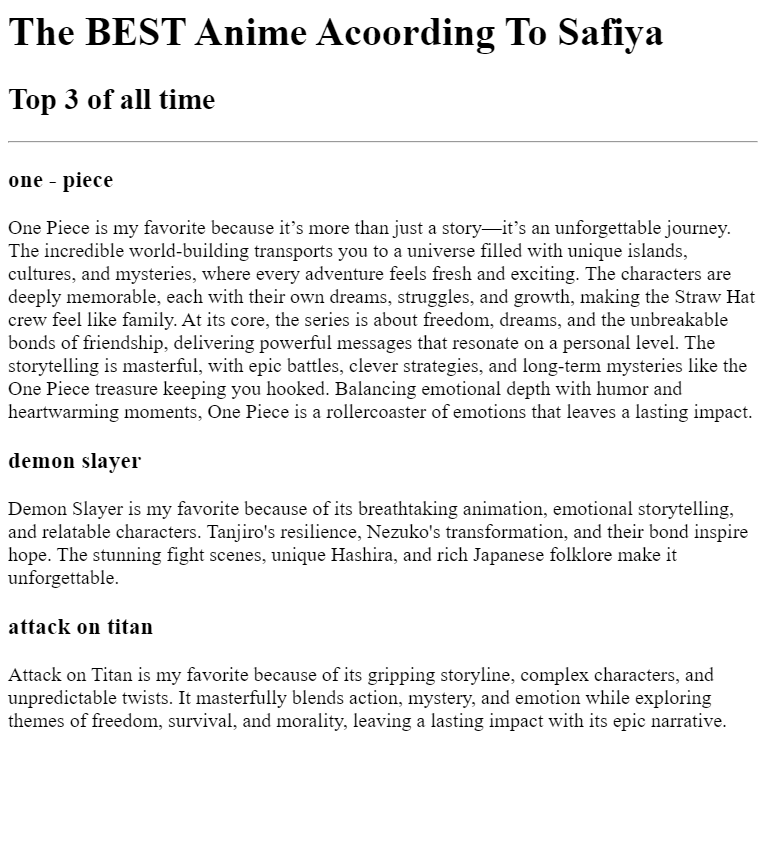 The BEST Anime Acoording To Safiya
Top 3 of all time
one - piece
One Piece is my favorite because it’s more than just a story—it’s an unforgettable journey.
The incredible world-building transports you to a universe filled with unique islands,
cultures, and mysteries, where every adventure feels fresh and exciting. The characters are
deeply memorable, each with their own dreams, struggles, and growth, making the Straw Hat
crew feel like family. At its core, the series is about freedom, dreams, and the unbreakable
bonds of friendship, delivering powerful messages that resonate on a personal level. The
storytelling is masterful, with epic battles, clever strategies, and long-term mysteries like the
One Piece treasure keeping you hooked. Balancing emotional depth with humor and
heartwarming moments, One Piece is a rollercoaster of emotions that leaves a lasting impact.
demon slayer
Demon Slayer is my favorite because of its breathtaking animation, emotional storytelling,
and relatable characters. Tanjiro's resilience, Nezuko's transformation, and their bond inspire
hope. The stunning fight scenes, unique Hashira, and rich Japanese folklore make it
unforgettable.
attack on titan
Attack on Titan is my favorite because of its gripping storyline, complex characters, and
unpredictable twists. It masterfully blends action, mystery, and emotion while exploring
themes of freedom, survival, and morality, leaving a lasting impact with its epic narrative.